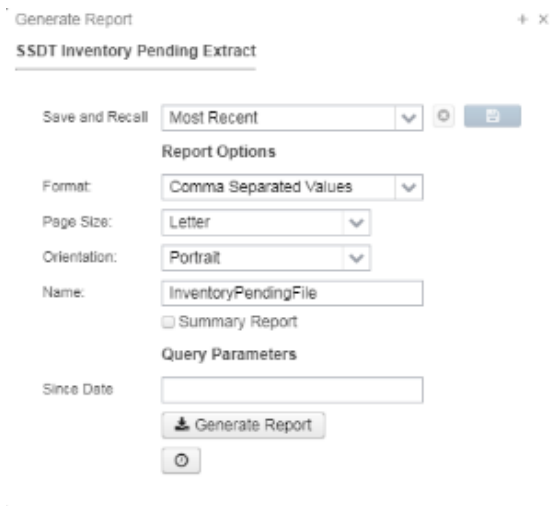 Generate Report
SSDT Inventory Pending Extract
Save and Recall Most Recent
Report Options
Format: Comma Separated Values
Page Size: Letter
Orientation: Portrait
Name: InventoryPendingFile
Summary Report
Query Parameters
Since Date
Generate Report